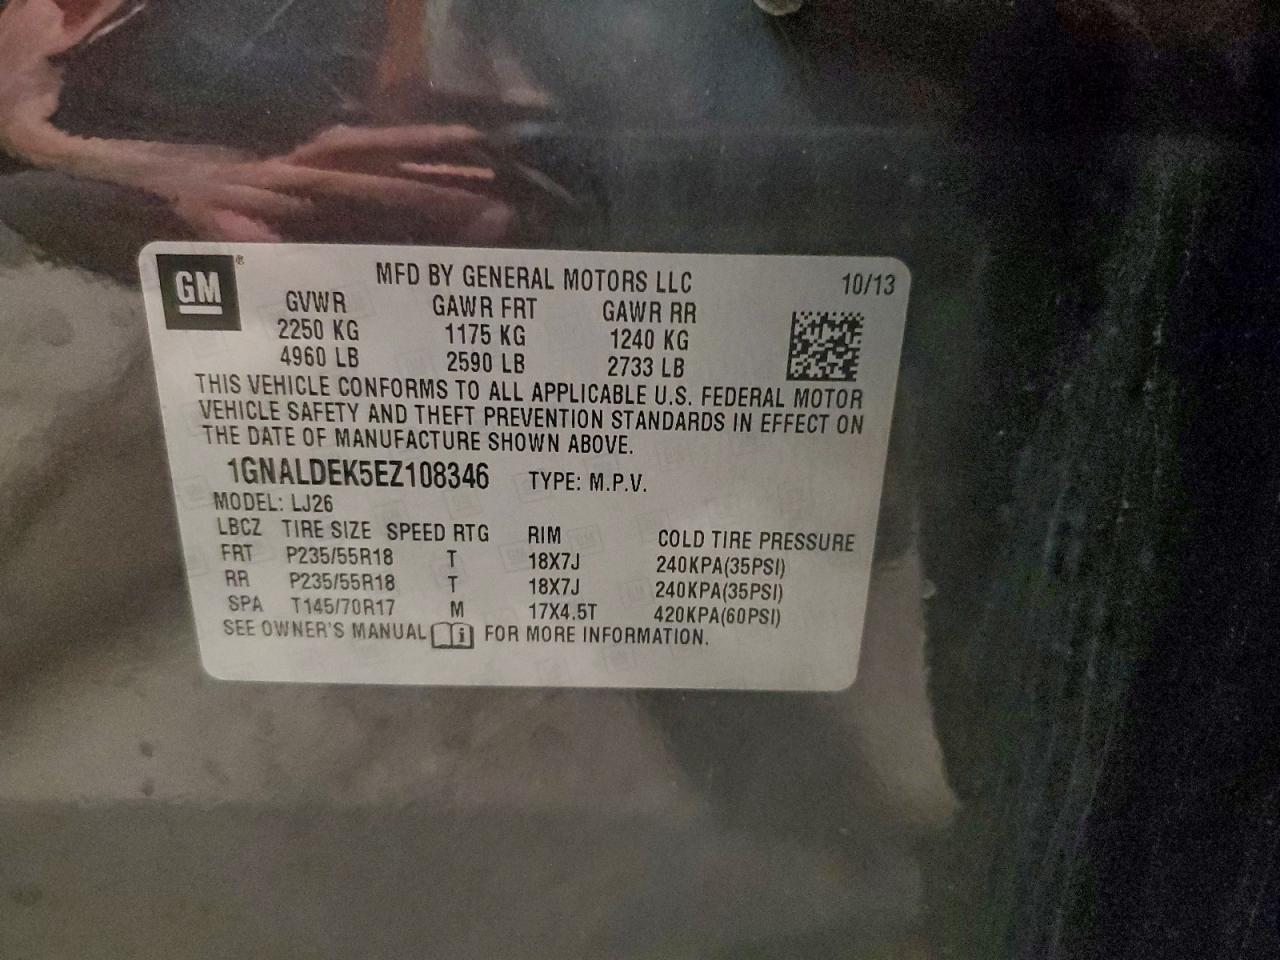 GM ® MFD BY GENERAL MOTORS LLC 10/13
GVWR GAWR FRT GAWR RR
2250 KG 1175 KG 1240 KG
4960 LB 2590 LB 2733 LB
THIS VEHICLE CONFORMS TO ALL APPLICABLE U.S. FEDERAL MOTOR
VEHICLE SAFETY AND THEFT PREVENTION STANDARDS IN EFFECT ON
THE DATE OF MANUFACTURE SHOWN ABOVE.
1GNALDEK5EZ108346 TYPE: M.P.V.
MODEL: LJ26
LBCZ TIRE SIZE SPEED RTG RIM COLD TIRE PRESSURE
FRT P235/55R18 T 18X7J 240KPA(35PSI)
RR P235/55R18 T 18X7J 240KPA(35PSI)
SPA T145/70R17 M 17X4.5T 420KPA(60PSI)
SEE OWNER'S MANUAL i FOR MORE INFORMATION.